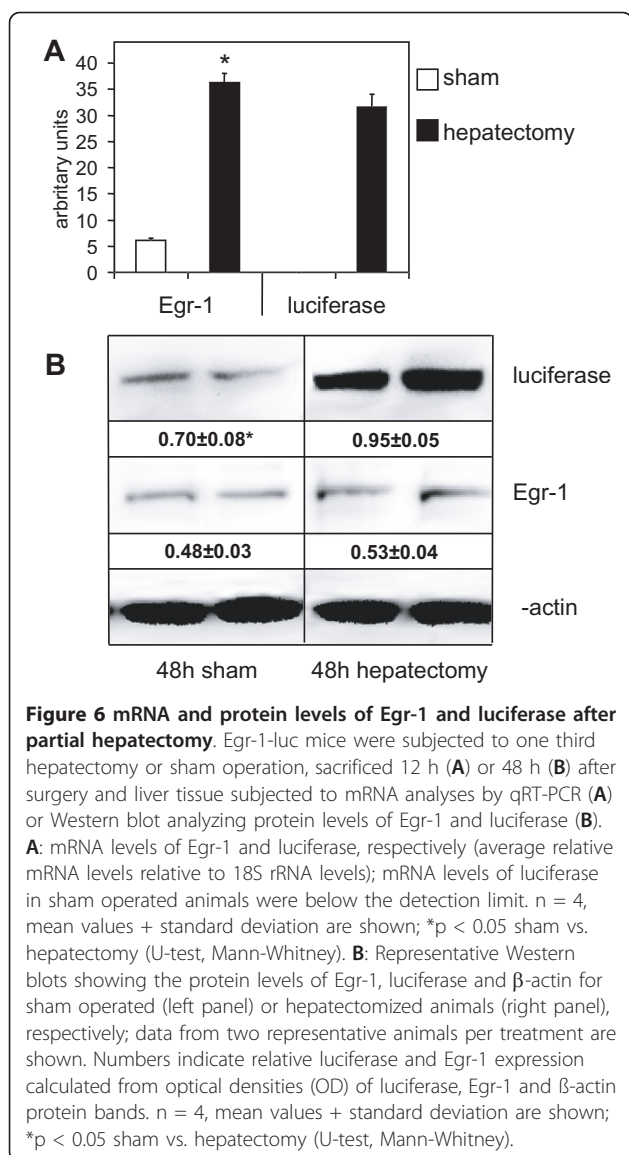 A
40
35
30
25
20
15
10
5
0
arbritary units
*
sham
hepatectomy
Egr-1
luciferase
B
luciferase
0.70±0.08*
0.95±0.05
Egr-1
0.48±0.03
0.53±0.04
-actin
48h sham
48h hepatectomy
Figure 6 mRNA and protein levels of Egr-1 and luciferase after
partial hepatectomy. Egr-1-luc mice were subjected to one third
hepatectomy or sham operation, sacrificed 12 h (A) or 48 h (B) after
surgery and liver tissue subjected to mRNA analyses by qRT-PCR (A)
or Western blot analyzing protein levels of Egr-1 and luciferase (B).
A: mRNA levels of Egr-1 and luciferase, respectively (average relative
mRNA levels relative to 18S rRNA levels); mRNA levels of luciferase
in sham operated animals were below the detection limit. n = 4,
mean values + standard deviation are shown; *p < 0.05 sham vs.
hepatectomy (U-test, Mann-Whitney). B: Representative Western
blots showing the protein levels of Egr-1, luciferase and β-actin for
sham operated (left panel) or hepatectomized animals (right panel),
respectively; data from two representative animals per treatment are
shown. Numbers indicate relative luciferase and Egr-1 expression
calculated from optical densities (OD) of luciferase, Egr-1 and ß-actin
protein bands. n = 4, mean values + standard deviation are shown;
*p < 0.05 sham vs. hepatectomy (U-test, Mann-Whitney).